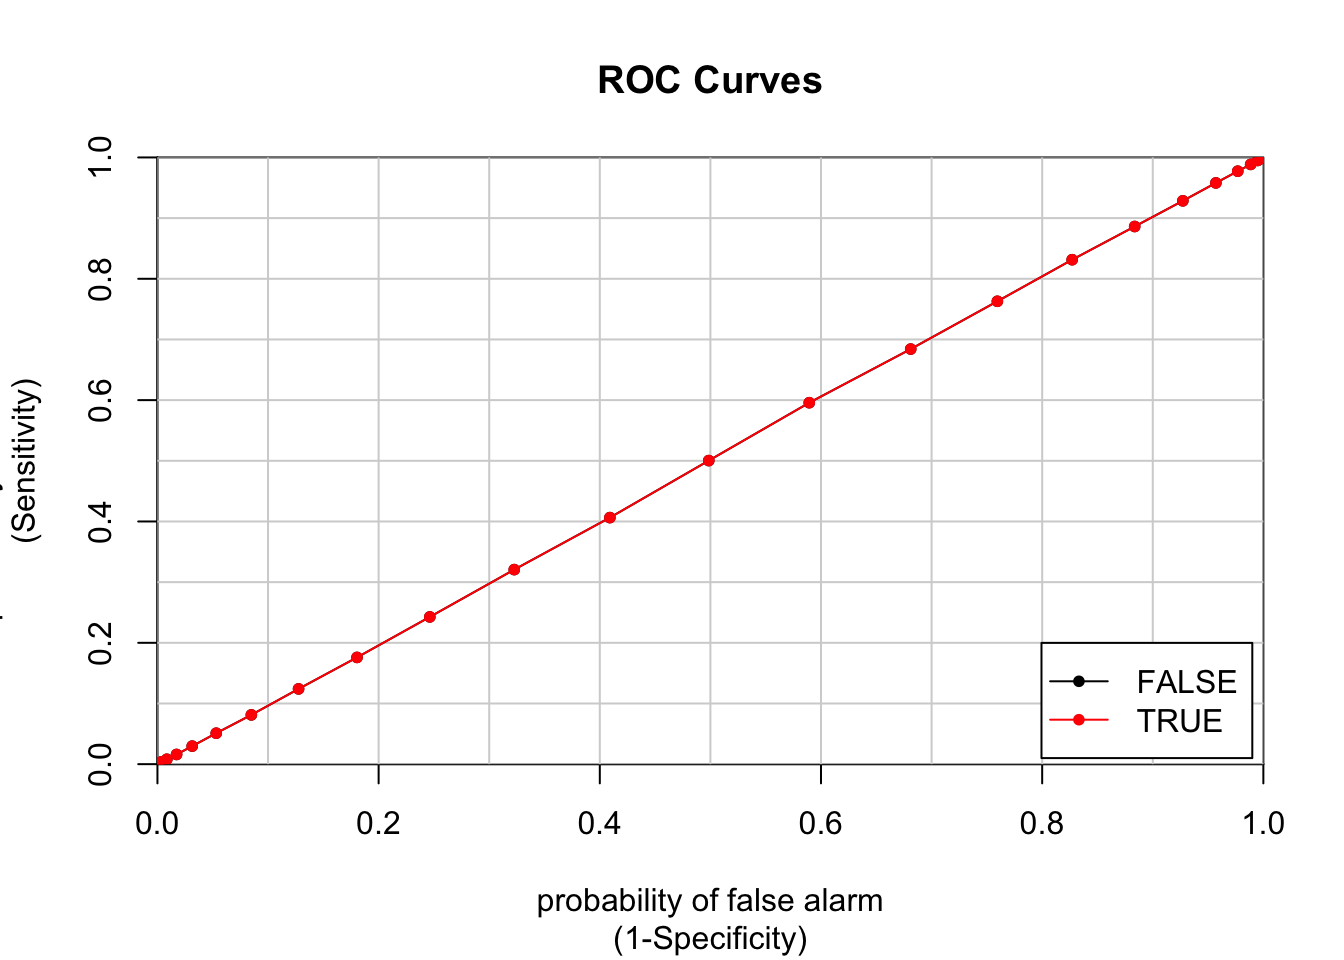 ROC Curves
(Sensitivity)
1.0
0.8
0.6
0.4
0.2
0.0
FALSE
TRUE
0.0 0.2 0.4 0.6 0.8 1.0
probability of false alarm
(1-Specificity)